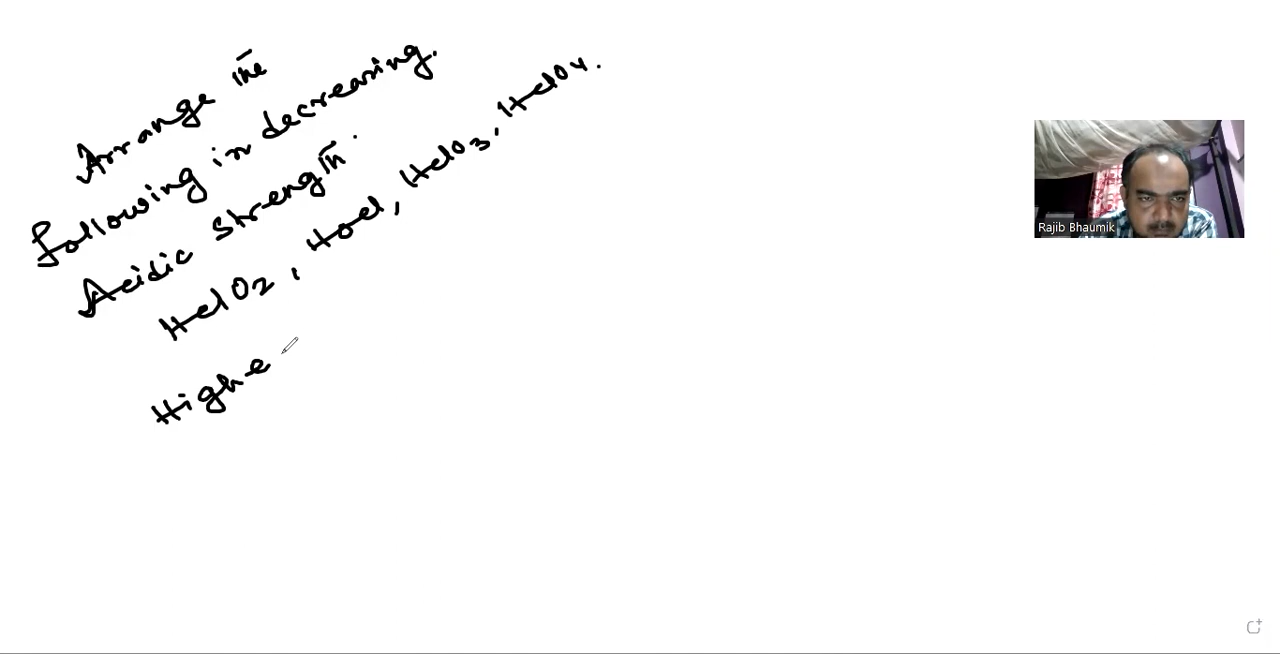 Arrange the
following in decreasing.
Acidic strength.
HClO2, HOCl, HClO3, HClO4.
Highe
Rajib Bhaumik